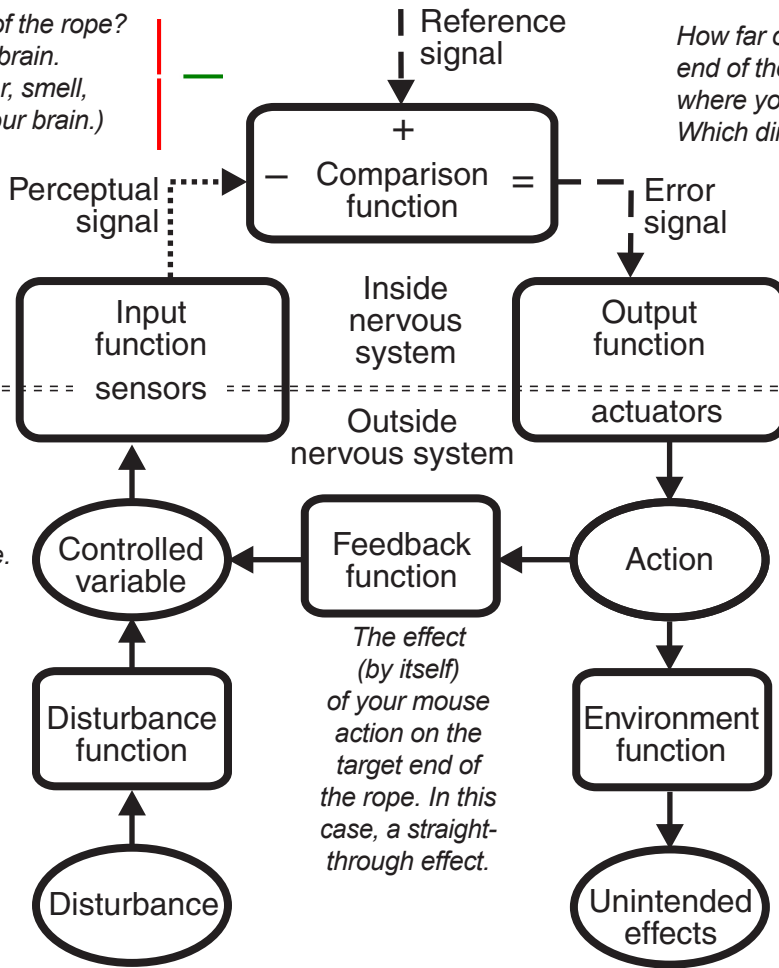 of the rope?
brain.
r, smell,
our brain.)
Reference
signal
How far
end of the
where yo
Which di
+
− Comparison =
function
Perceptual
signal
Error
signal
Input
function
sensors
Inside
nervous
system
Output
function
actuators
Outside
nervous system
e.
Controlled
variable
Feedback
function
Action
The effect
(by itself)
of your mouse
action on the
target end of
the rope. In this
case, a straight-
through effect.
Disturbance
function
Environment
function
Disturbance
Unintended
effects